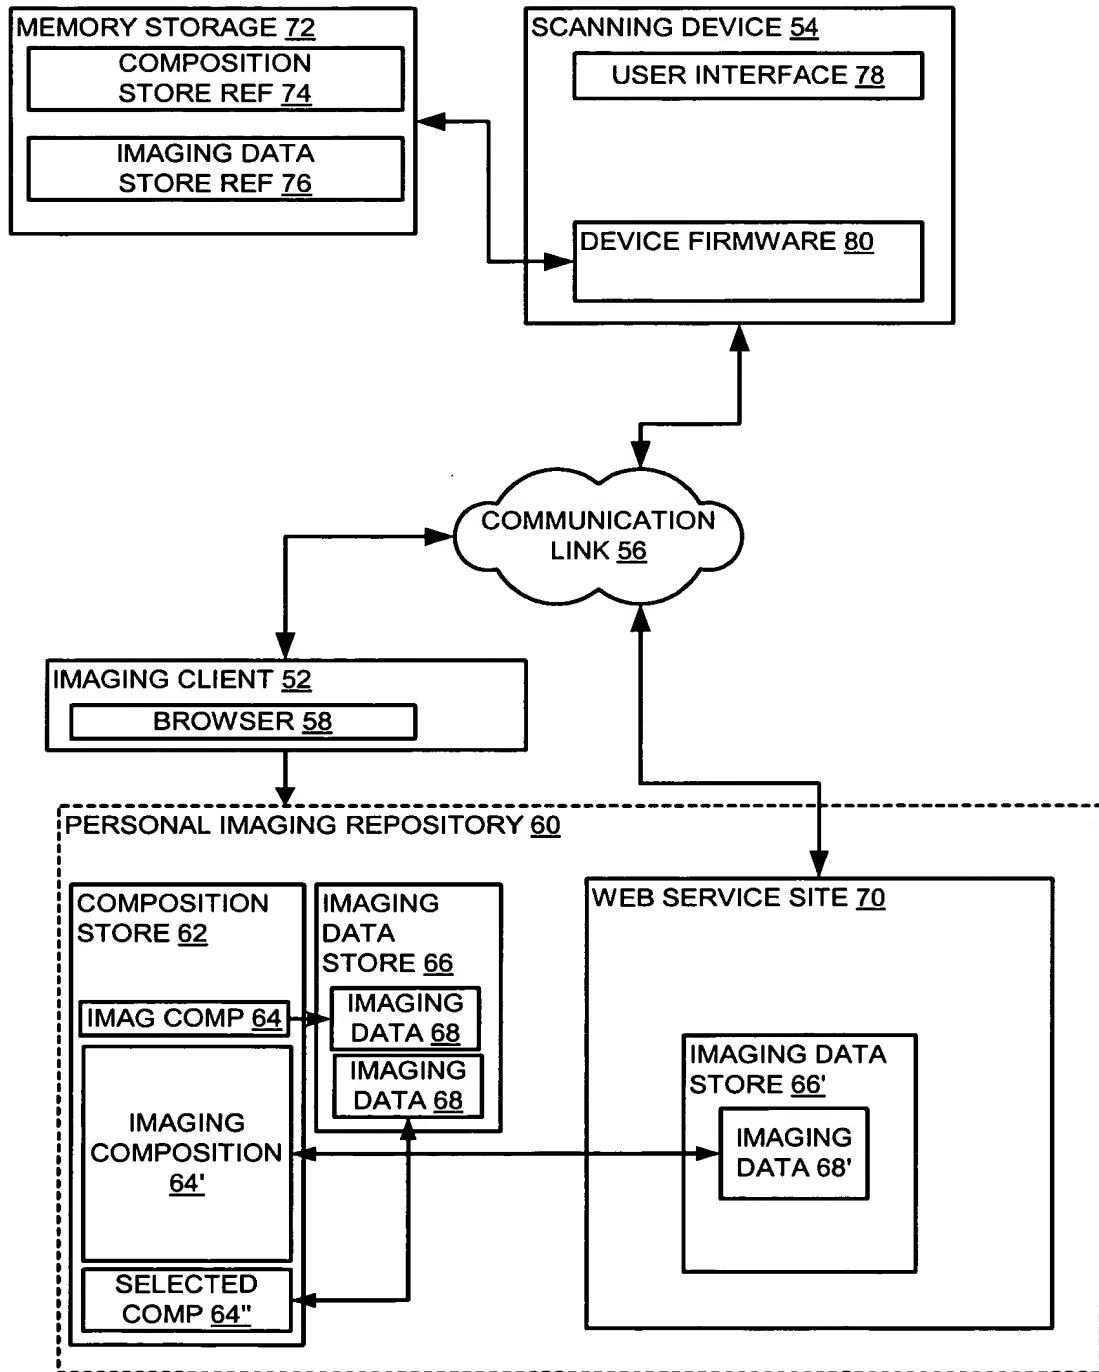 MEMORY STORAGE 72
COMPOSITION
STORE REF 74
IMAGING DATA
STORE REF 76
SCANNING DEVICE 54
USER INTERFACE 78
DEVICE FIRMWARE 80
COMMUNICATION
LINK 56
IMAGING CLIENT 52
BROWSER 58
PERSONAL IMAGING REPOSITORY 60
COMPOSITION
STORE 62
IMAG COMP 64
IMAGING
COMPOSITION
64'
SELECTED
COMP 64"
IMAGING
DATA
STORE 66
IMAGING
DATA 68
IMAGING
DATA 68
WEB SERVICE SITE 70
IMAGING DATA
STORE 66'
IMAGING
DATA 68'